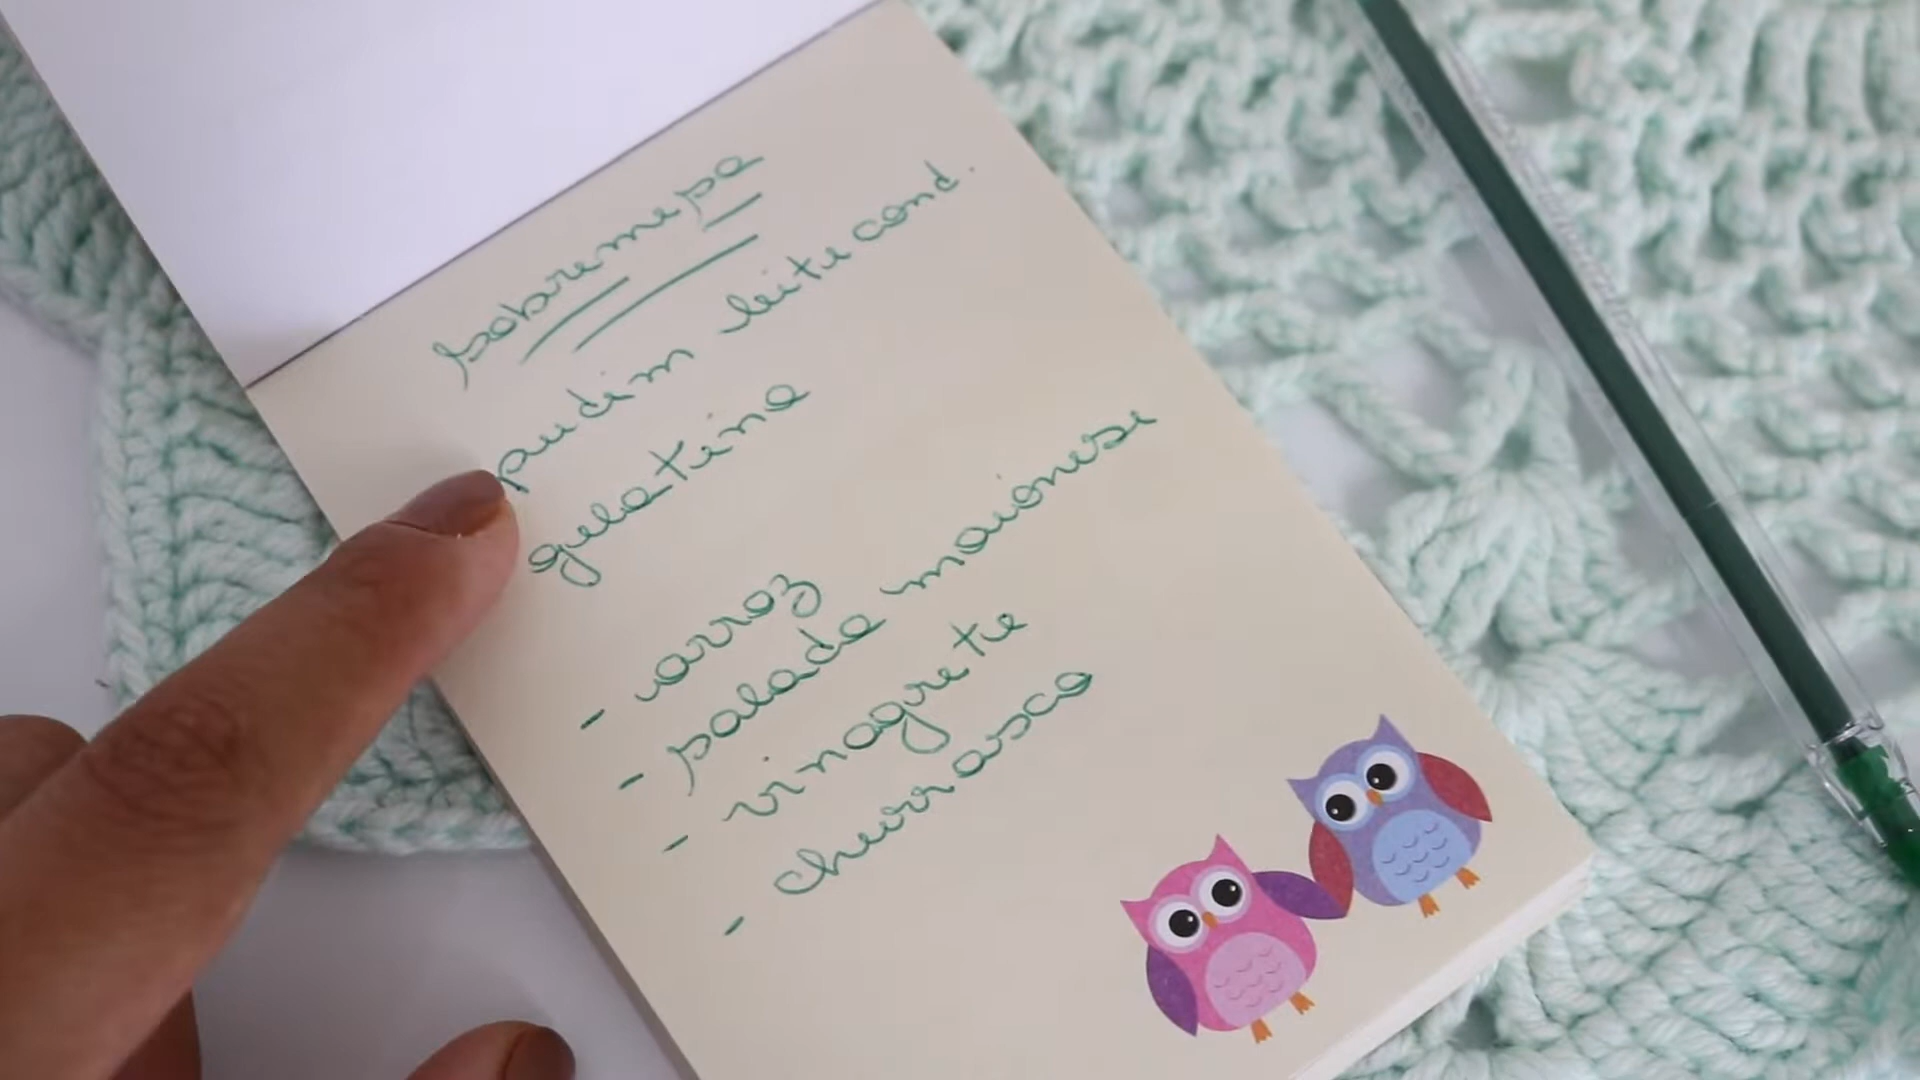 sobremesa
pudim leite cond.
gelatina
- arroz
- salada maionese
- vinagrete
- churrasco